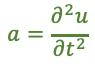 a = ∂²u / ∂t²